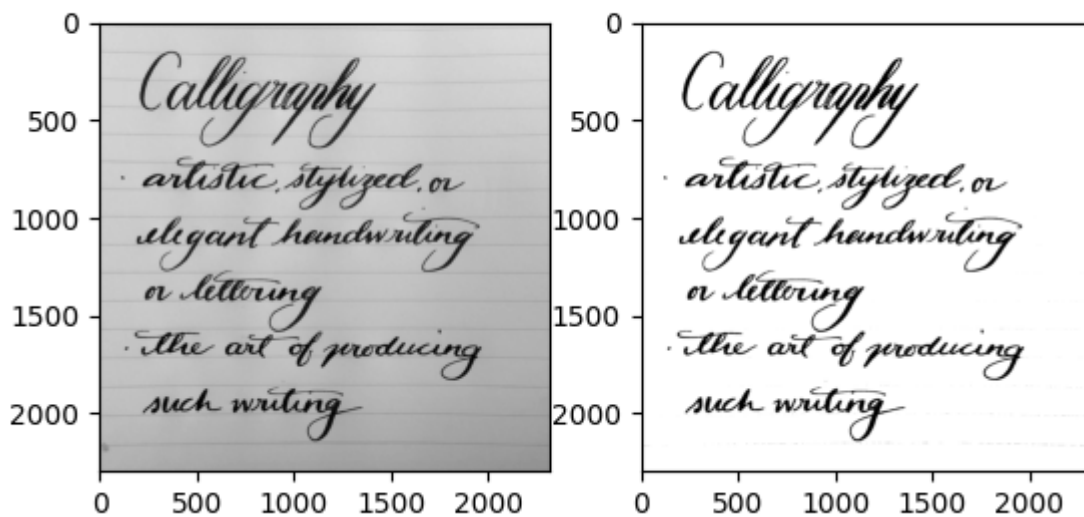 0
500
1000
1500
2000
0 500 1000 1500 2000
Calligraphy
· artistic, stylized, or
elegant handwriting
or lettering
· the art of producing
such writing
0
500
1000
1500
2000
0 500 1000 1500 2000
Calligraphy
· artistic, stylized, or
elegant handwriting
or lettering
· the art of producing
such writing